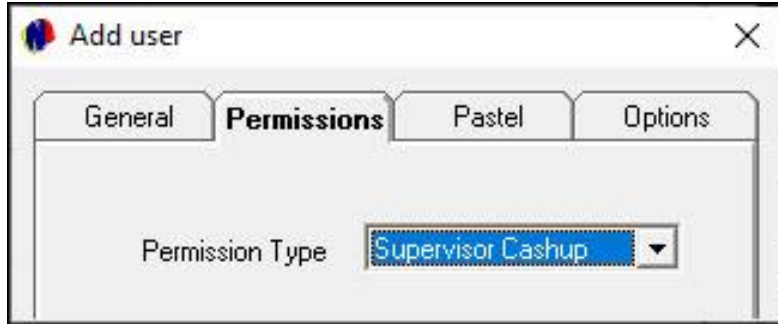 Add user
General Permissions Pastel Options
Permission Type Supervisor Cashup